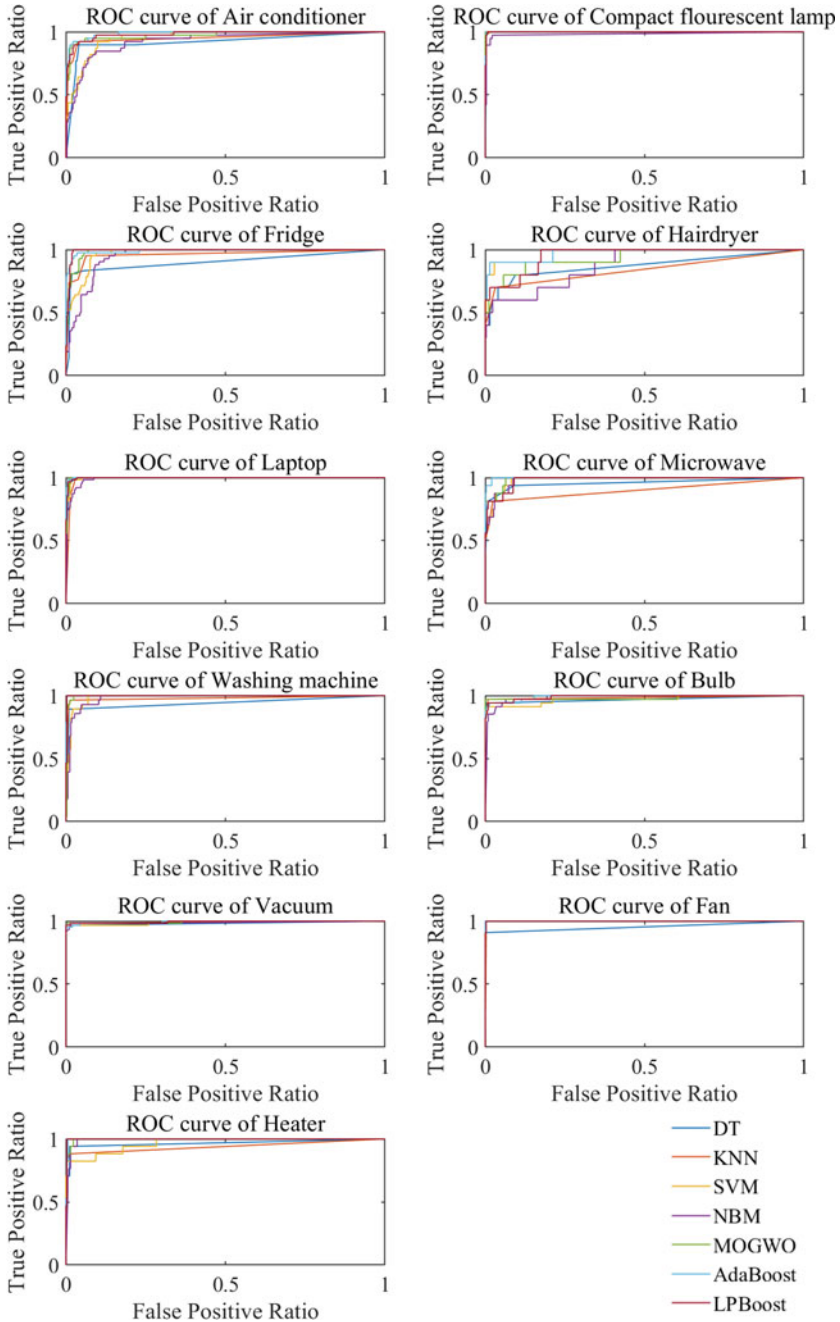 ROC curve of Air conditioner
True Positive Ratio
1
0.5
0
0
0.5
1
False Positive Ratio
ROC curve of Compact flourescent lamp
True Positive Ratio
1
0.5
0
0
0.5
1
False Positive Ratio
ROC curve of Fridge
True Positive Ratio
1
0.5
0
0
0.5
1
False Positive Ratio
ROC curve of Hairdryer
True Positive Ratio
1
0.5
0
0
0.5
1
False Positive Ratio
ROC curve of Laptop
True Positive Ratio
1
0.5
0
0
0.5
1
False Positive Ratio
ROC curve of Microwave
True Positive Ratio
1
0.5
0
0
0.5
1
False Positive Ratio
ROC curve of Washing machine
True Positive Ratio
1
0.5
0
0
0.5
1
False Positive Ratio
ROC curve of Bulb
True Positive Ratio
1
0.5
0
0
0.5
1
False Positive Ratio
ROC curve of Vacuum
True Positive Ratio
1
0.5
0
0
0.5
1
False Positive Ratio
ROC curve of Fan
True Positive Ratio
1
0.5
0
0
0.5
1
False Positive Ratio
ROC curve of Heater
True Positive Ratio
1
0.5
0
0
0.5
1
False Positive Ratio
DT
KNN
SVM
NBM
MOGWO
AdaBoost
LPBoost